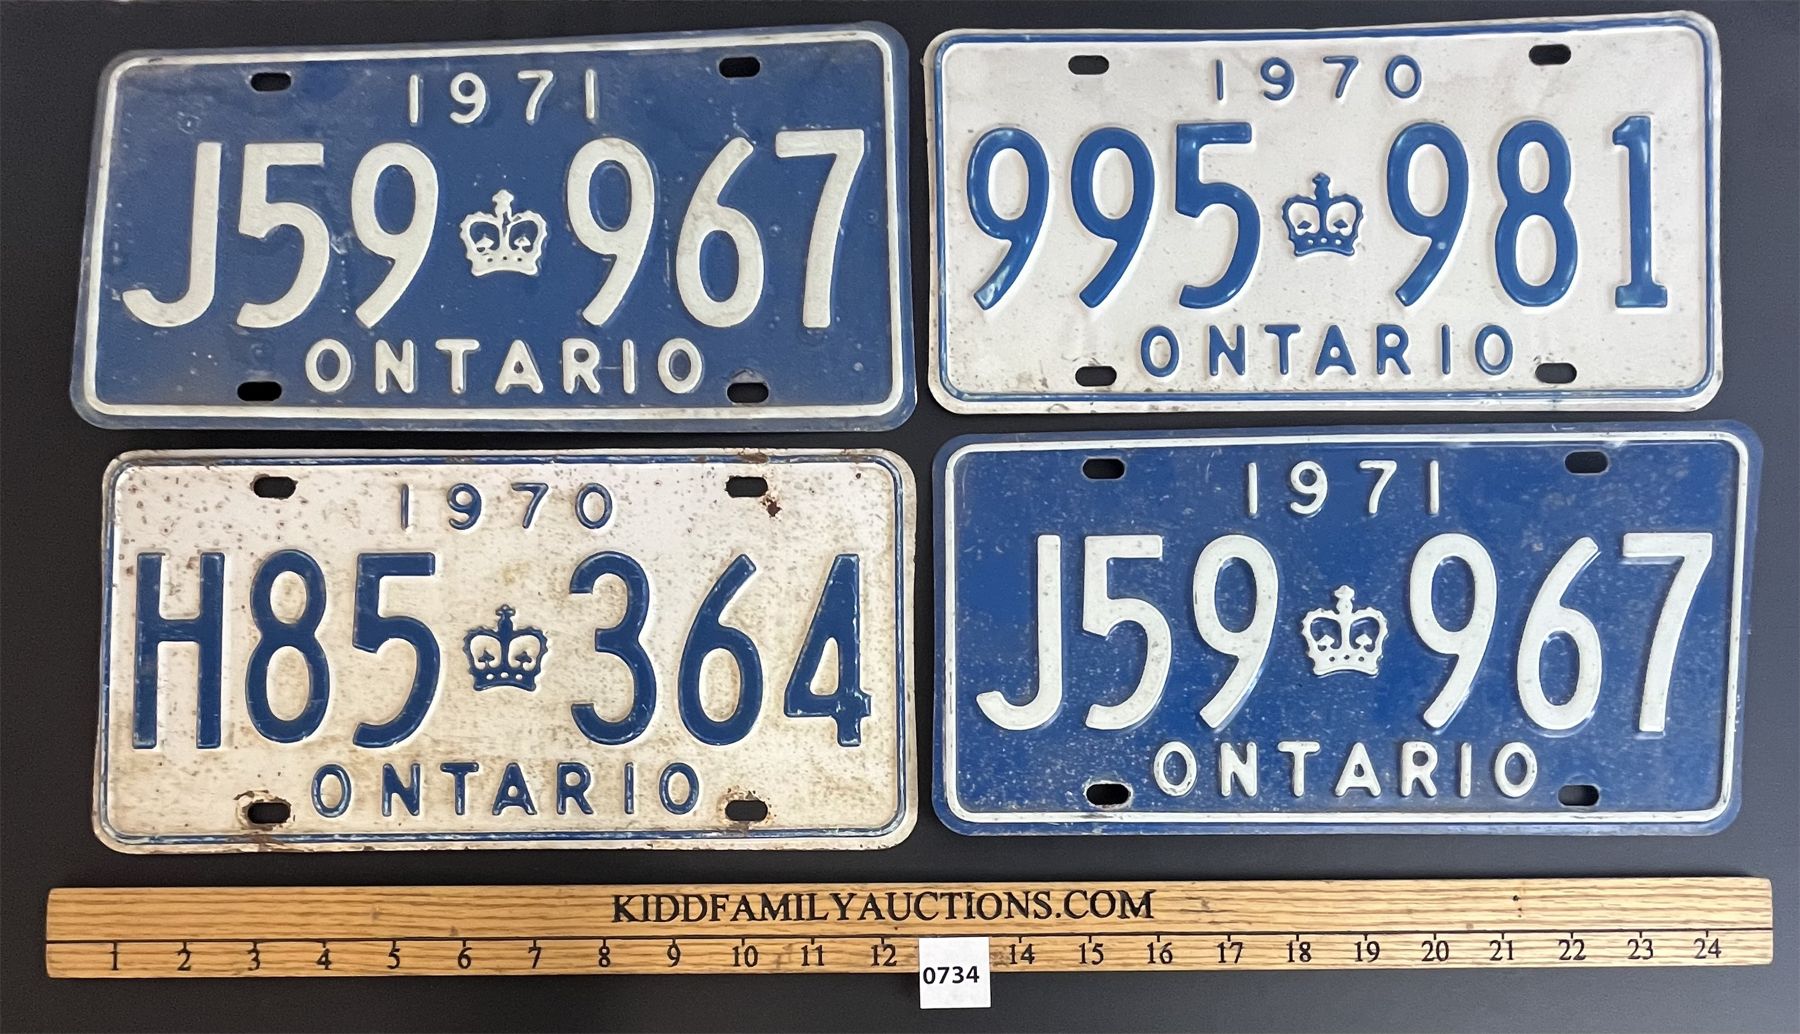 1971
J59 967
ONTARIO
1970
995 981
ONTARIO
1970
H85 364
ONTARIO
1971
J59 967
ONTARIO
KIDDFAMILYAUCTIONS.COM
1 2 3 4 5 6 7 8 9 10 11 12 14 15 16 17 18 19 20 21 22 23 24
0734